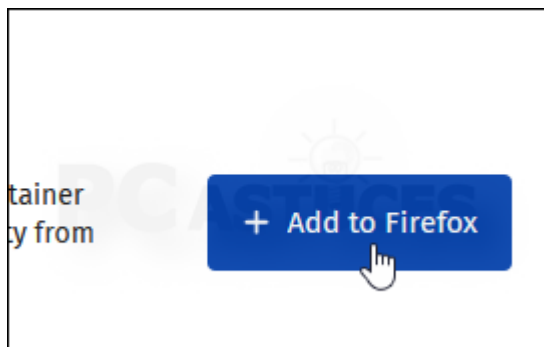 tainer
ty from
+ Add to Firefox
PC ASTUCES